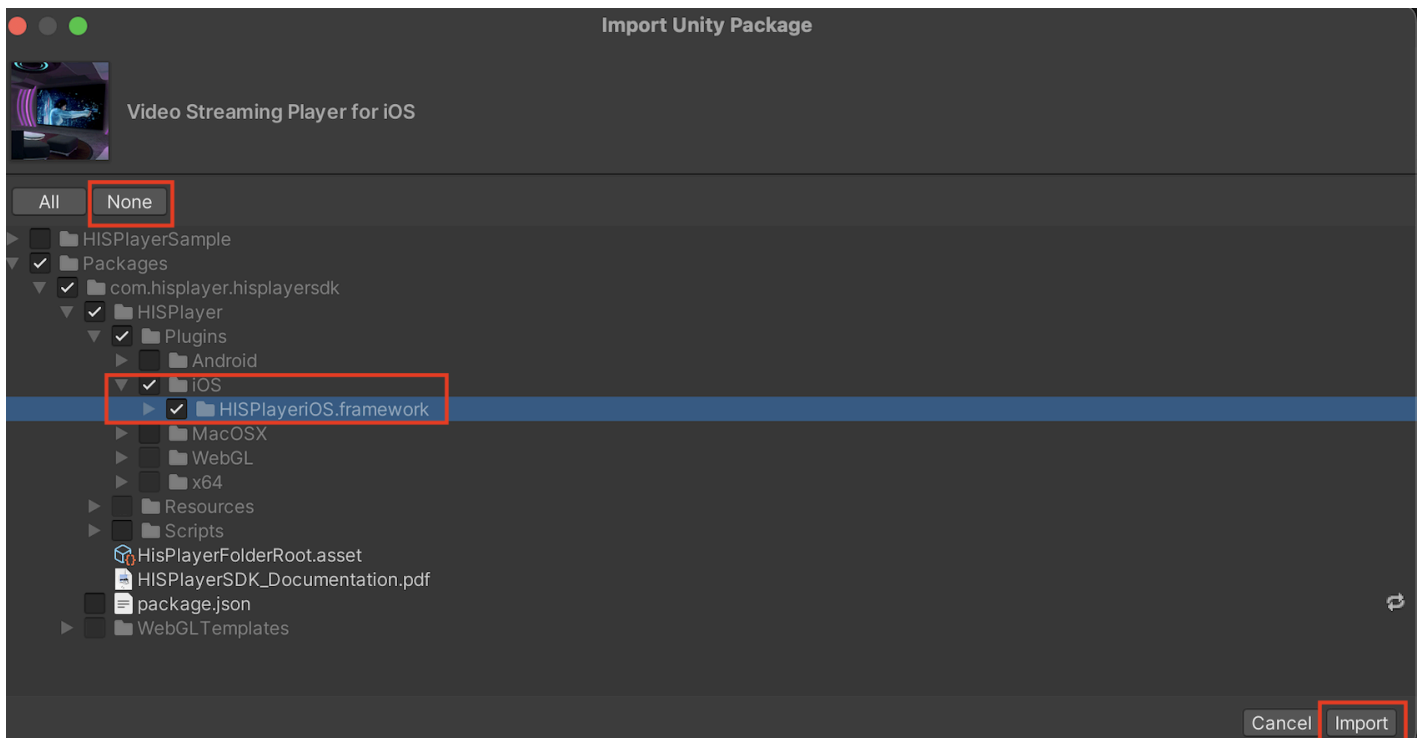 Import Unity Package
Video Streaming Player for iOS
All
None
HISPlayerSample
Packages
com.hisplayer.hisplayersdk
HISPlayer
Plugins
Android
iOS
HISPlayeriOS.framework
MacOSX
WebGL
x64
Resources
Scripts
HisPlayerFolderRoot.asset
HISPlayerSDK_Documentation.pdf
package.json
WebGLTemplates
Cancel
Import